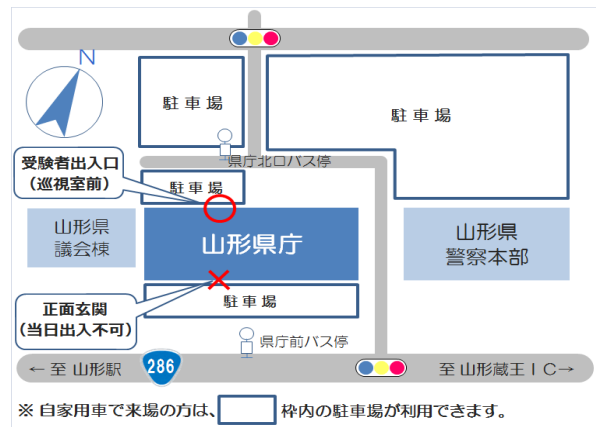 N
駐車場
駐車場
県庁北口バス停
受験者出入口
(巡視室前)
駐車場
山形県
議会棟
山形県庁
山形県
警察本部
正面玄関
(当日出入不可)
駐車場
県庁前バス停
← 至 山形駅
286
至 山形蔵王IC→
※ 自家用車で来場の方は、
枠内の駐車場が利用できます。